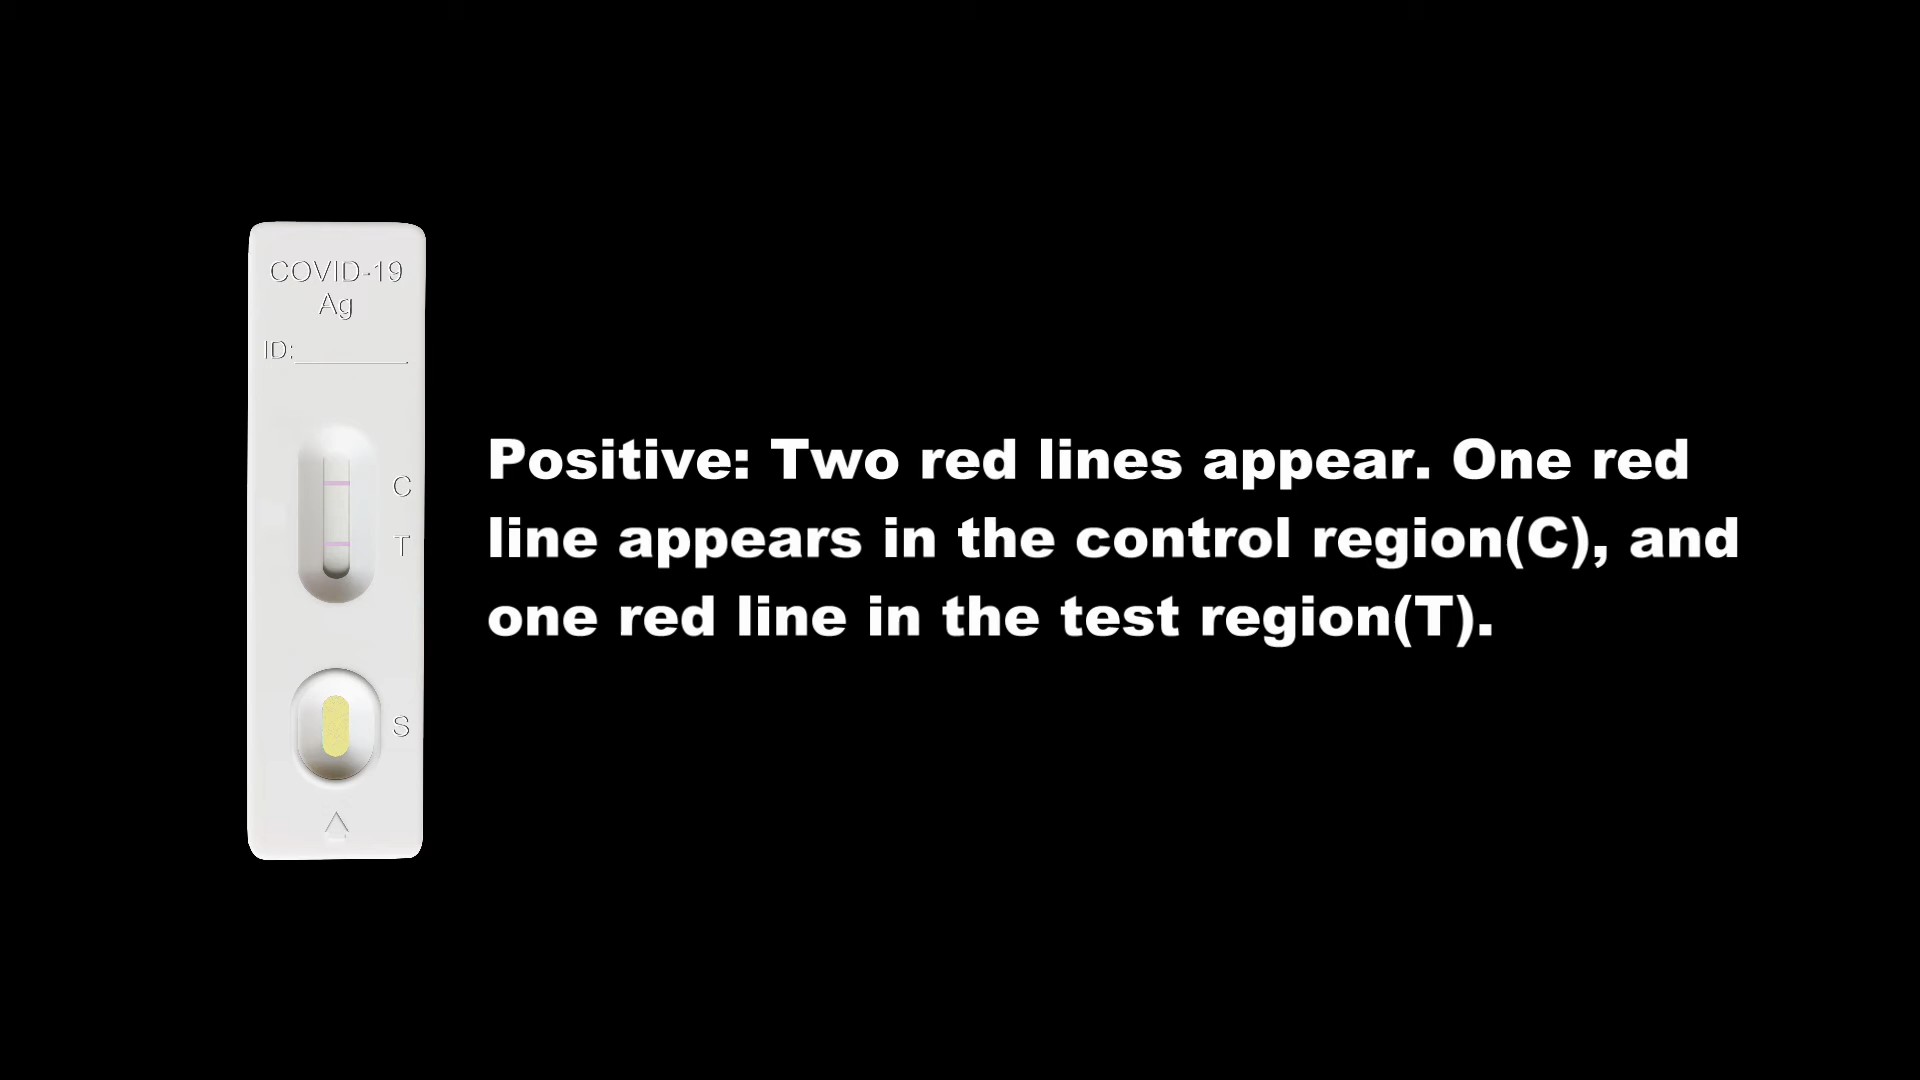 COVID-19
Ag
ID:
C
T
S
Positive: Two red lines appear. One red
line appears in the control region(C), and
one red line in the test region(T).